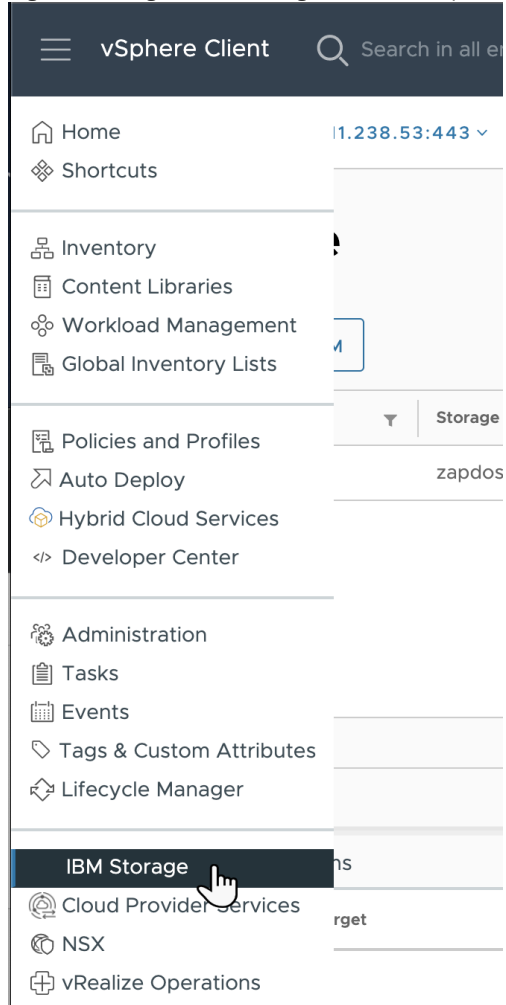 vSphere Client Search in all
Home
11.238.53:443
Shortcuts
Inventory
Content Libraries
Workload Management
M
Global Inventory Lists
Storage
Policies and Profiles
Auto Deploy
zapdos
Hybrid Cloud Services
</> Developer Center
Administration
Tasks
Events
Tags & Custom Attributes
Lifecycle Manager
IBM Storage
ns
Cloud Provider Services
rget
NSX
vRealize Operations